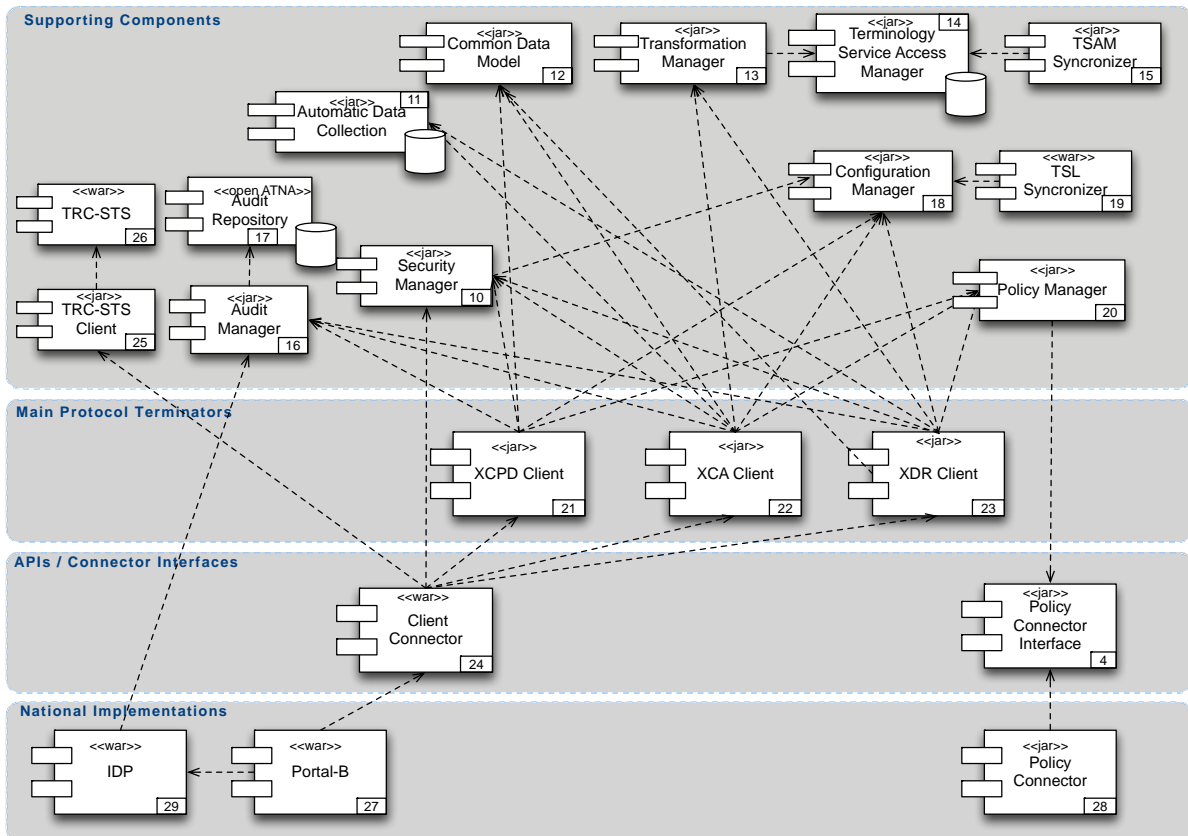 Supporting Components
<<jar>>
Common Data
Model
12
<<jar>>
Transformation
Manager
13
14
<<jar>>
Terminology
Service Access
Manager
<<jar>>
TSAM
Syncronizer
15
11
<<jar>>
Automatic Data
Collection
<<jar>>
Configuration
Manager
18
<<war>>
TSL
Syncronizer
19
<<war>>
TRC-STS
26
<<open ATNA>>
Audit
Repository
17
<<jar>>
Security
Manager
10
<<jar>>
Policy Manager
20
<<jar>>
TRC-STS
Client
25
<<jar>>
Audit
Manager
16
Main Protocol Terminators
<<jar>>
XCPD Client
21
<<jar>>
XCA Client
22
<<jar>>
XDR Client
23
APIs / Connector Interfaces
<<war>>
Client
Connector
24
<<jar>>
Policy
Connector
Interface
4
National Implementations
<<war>>
IDP
29
<<war>>
Portal-B
27
<<jar>>
Policy
Connector
28